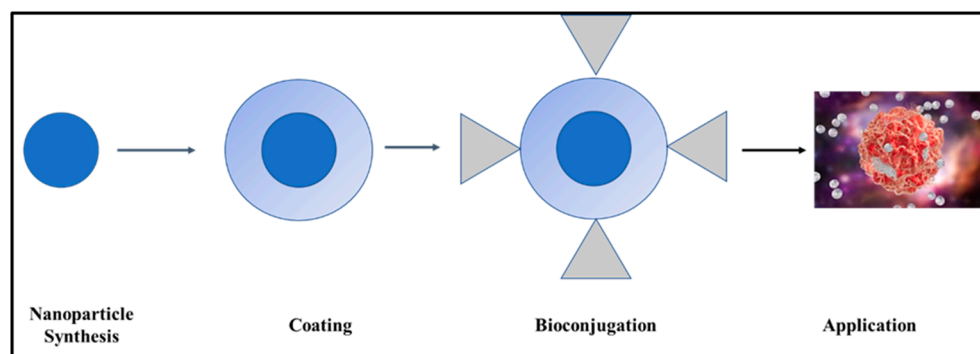 Nanoparticle
Synthesis
Coating
Bioconjugation
Application